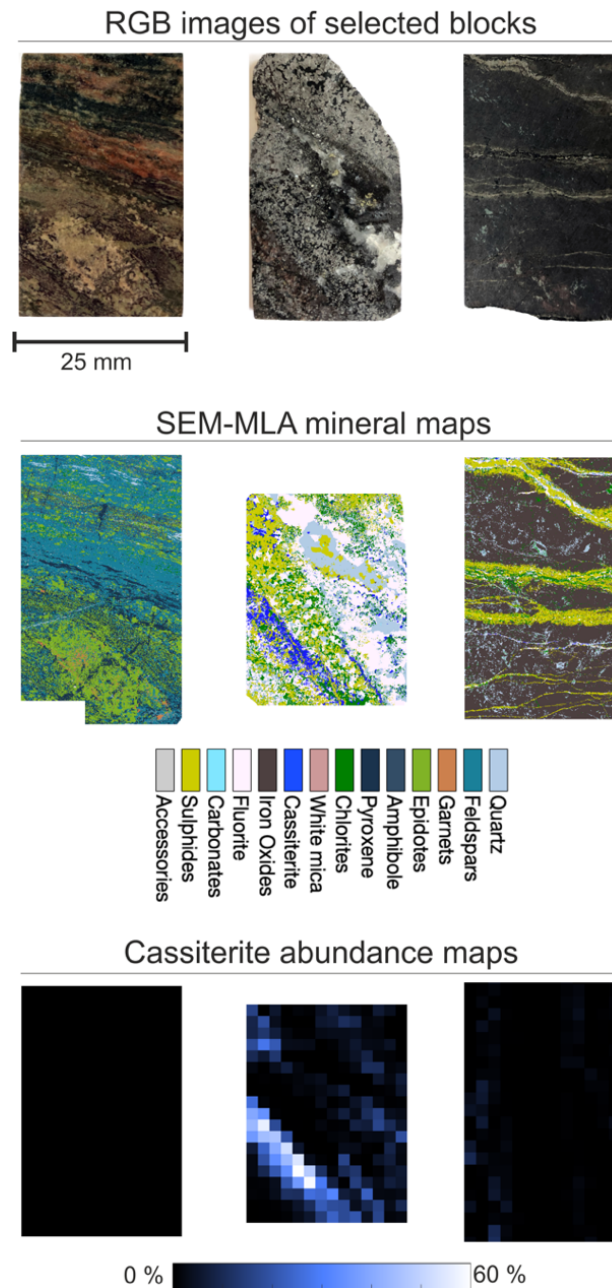 RGB images of selected blocks
25 mm
SEM-MLA mineral maps
Accessories
Sulphides
Carbonates
Fluorite
Iron Oxides
Cassiterite
White mica
Chlorites
Pyroxene
Amphibole
Epidotes
Garnets
Feldspars
Quartz
Cassiterite abundance maps
0 %
60 %